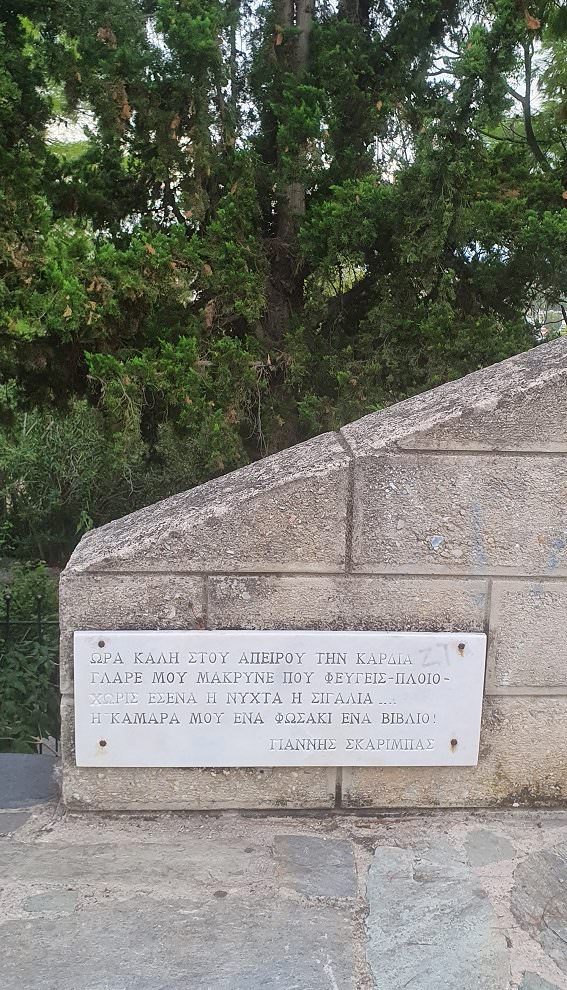 ΩΡΑ ΚΑΛΗ ΣΤΟΥ ΑΠΕΙΡΟΥ ΤΗΝ ΚΑΡΔΙΑ
ΓΛΑΡΕ ΜΟΥ ΜΑΚΡΥΝΕ ΠΟΥ ΦΕΥΓΕΙΣ-ΠΛΟΙΟ-
ΧΩΡΙΣ ΕΣΕΝΑ Η ΝΥΧΤΑ Η ΣΙΓΑΛΙΑ...
Η ΚΑΜΑΡΑ ΜΟΥ ΕΝΑ ΦΩΣΑΚΙ ΕΝΑ ΒΙΒΛΙΟ!
ΓΙΑΝΝΗΣ ΣΚΑΡΙΜΠΑΣ